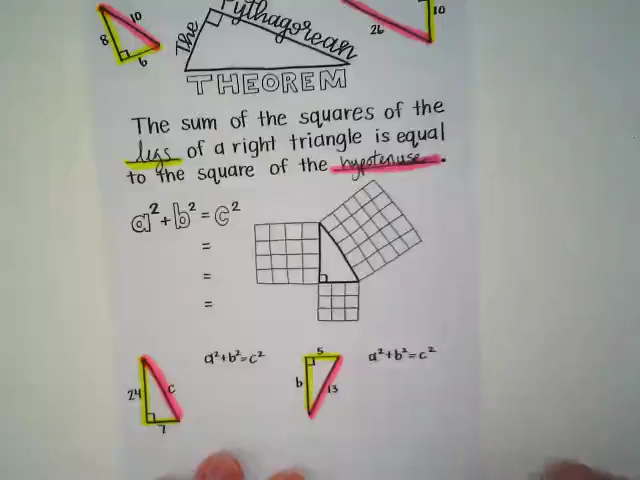 8 10 6
The Pythagorean
THEOREM
26 10
The sum of the squares of the
legs of a right triangle is equal
to the square of the hypotenuse.
a²+b²=c²
=
=
=
24 c 7
a²+b²=c²
5 b 13
a²+b²=c²